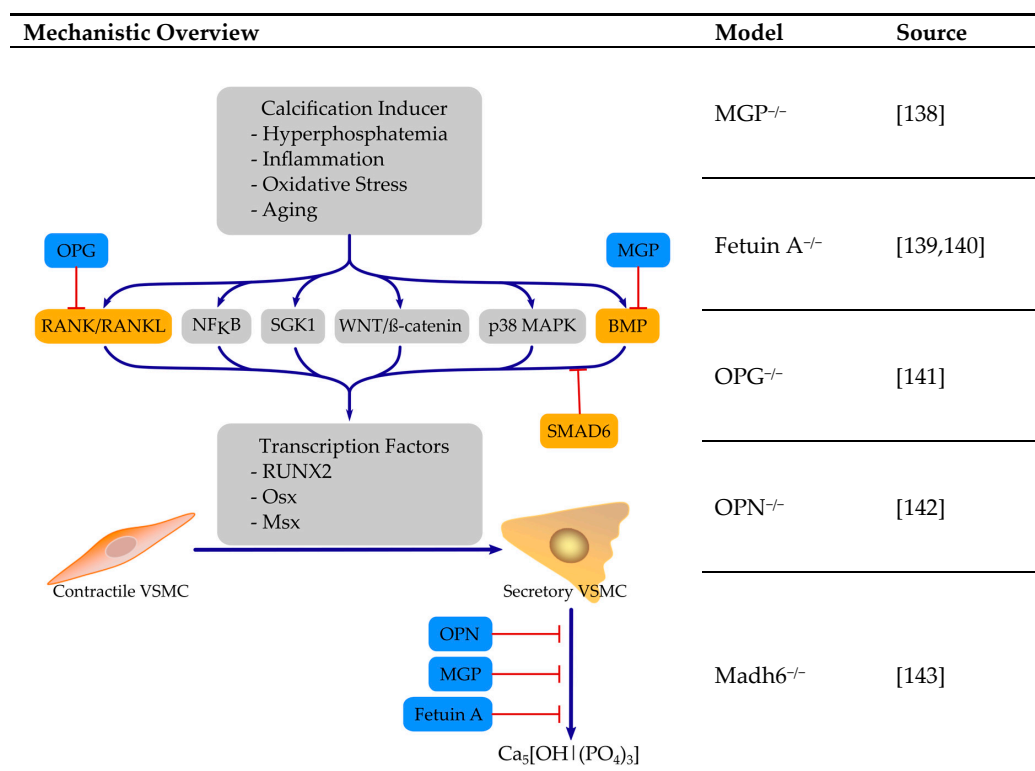 Mechanistic Overview Model Source
Calcification Inducer
- Hyperphosphatemia
- Inflammation
- Oxidative Stress
- Aging
MGP–/– [138]
OPG MGP
Fetuin A–/– [139,140]
RANK/RANKL NFκB SGK1 WNT/ß-catenin p38 MAPK BMP
OPG–/– [141]
SMAD6
Transcription Factors
- RUNX2
- Osx
- Msx
OPN–/– [142]
Contractile VSMC Secretory VSMC
OPN
MGP
Fetuin A
Madh6–/– [143]
Ca₅[OH|(PO₄)₃]